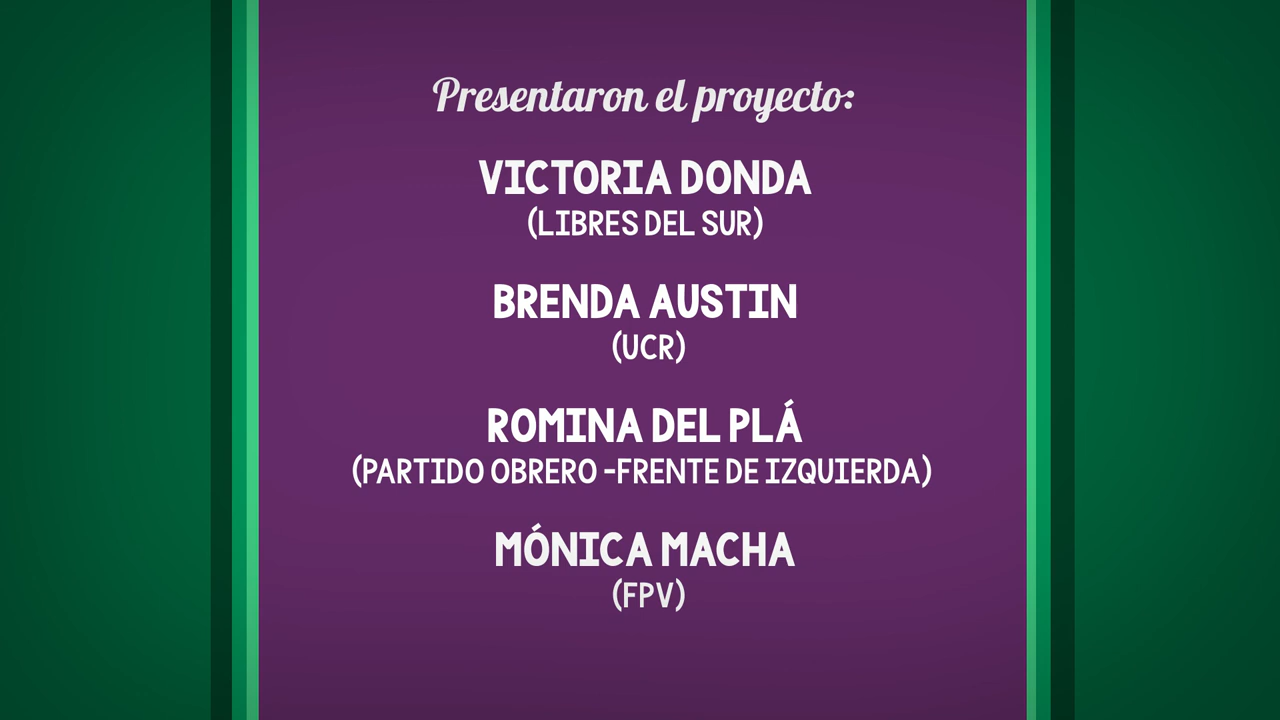 Presentaron el proyecto:
VICTORIA DONDA
(LIBRES DEL SUR)
BRENDA AUSTIN
(UCR)
ROMINA DEL PLÁ
(PARTIDO OBRERO -FRENTE DE IZQUIERDA)
MÓNICA MACHA
(FPV)